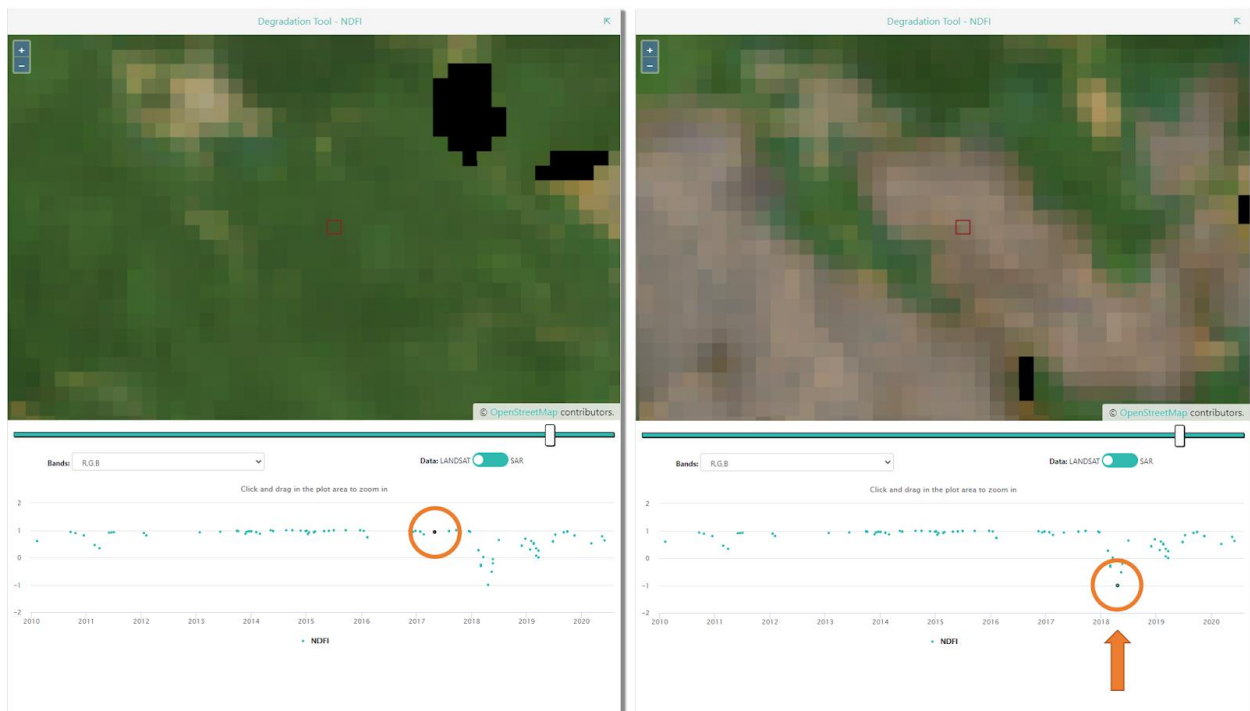 Degradation Tool - NDFI
+
−
© OpenStreetMap contributors.
Bands: R,G,B
Data: LANDSAT SAR
Click and drag in the plot area to zoom in
2
1
0
-1
-2
2010 2011 2012 2013 2014 2015 2016 2017 2018 2019 2020
NDFI
Degradation Tool - NDFI
+
−
© OpenStreetMap contributors.
Bands: R,G,B
Data: LANDSAT SAR
Click and drag in the plot area to zoom in
2
1
0
-1
-2
2010 2011 2012 2013 2014 2015 2016 2017 2018 2019 2020
NDFI